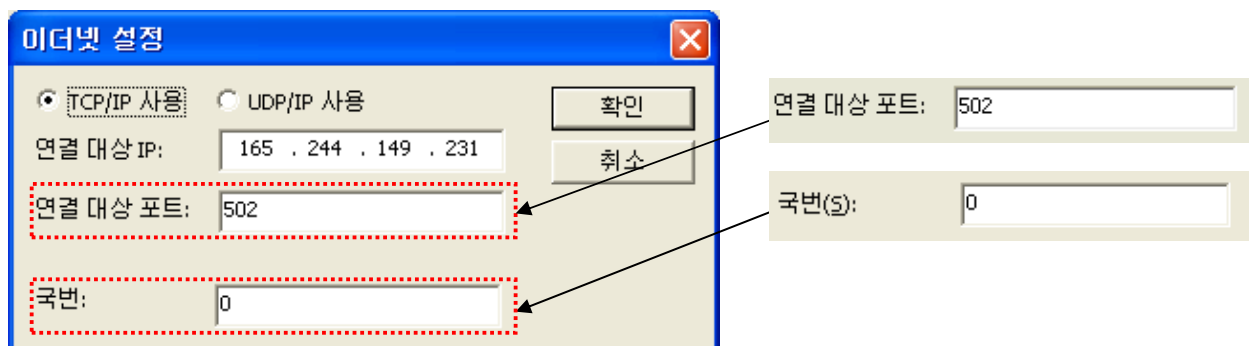 이더넷 설정
TCP/IP 사용 UDP/IP 사용
확인
연결 대상 IP: 165 . 244 . 149 . 231
취소
연결 대상 포트: 502
국번: 0
연결 대상 포트: 502
국번(S): 0